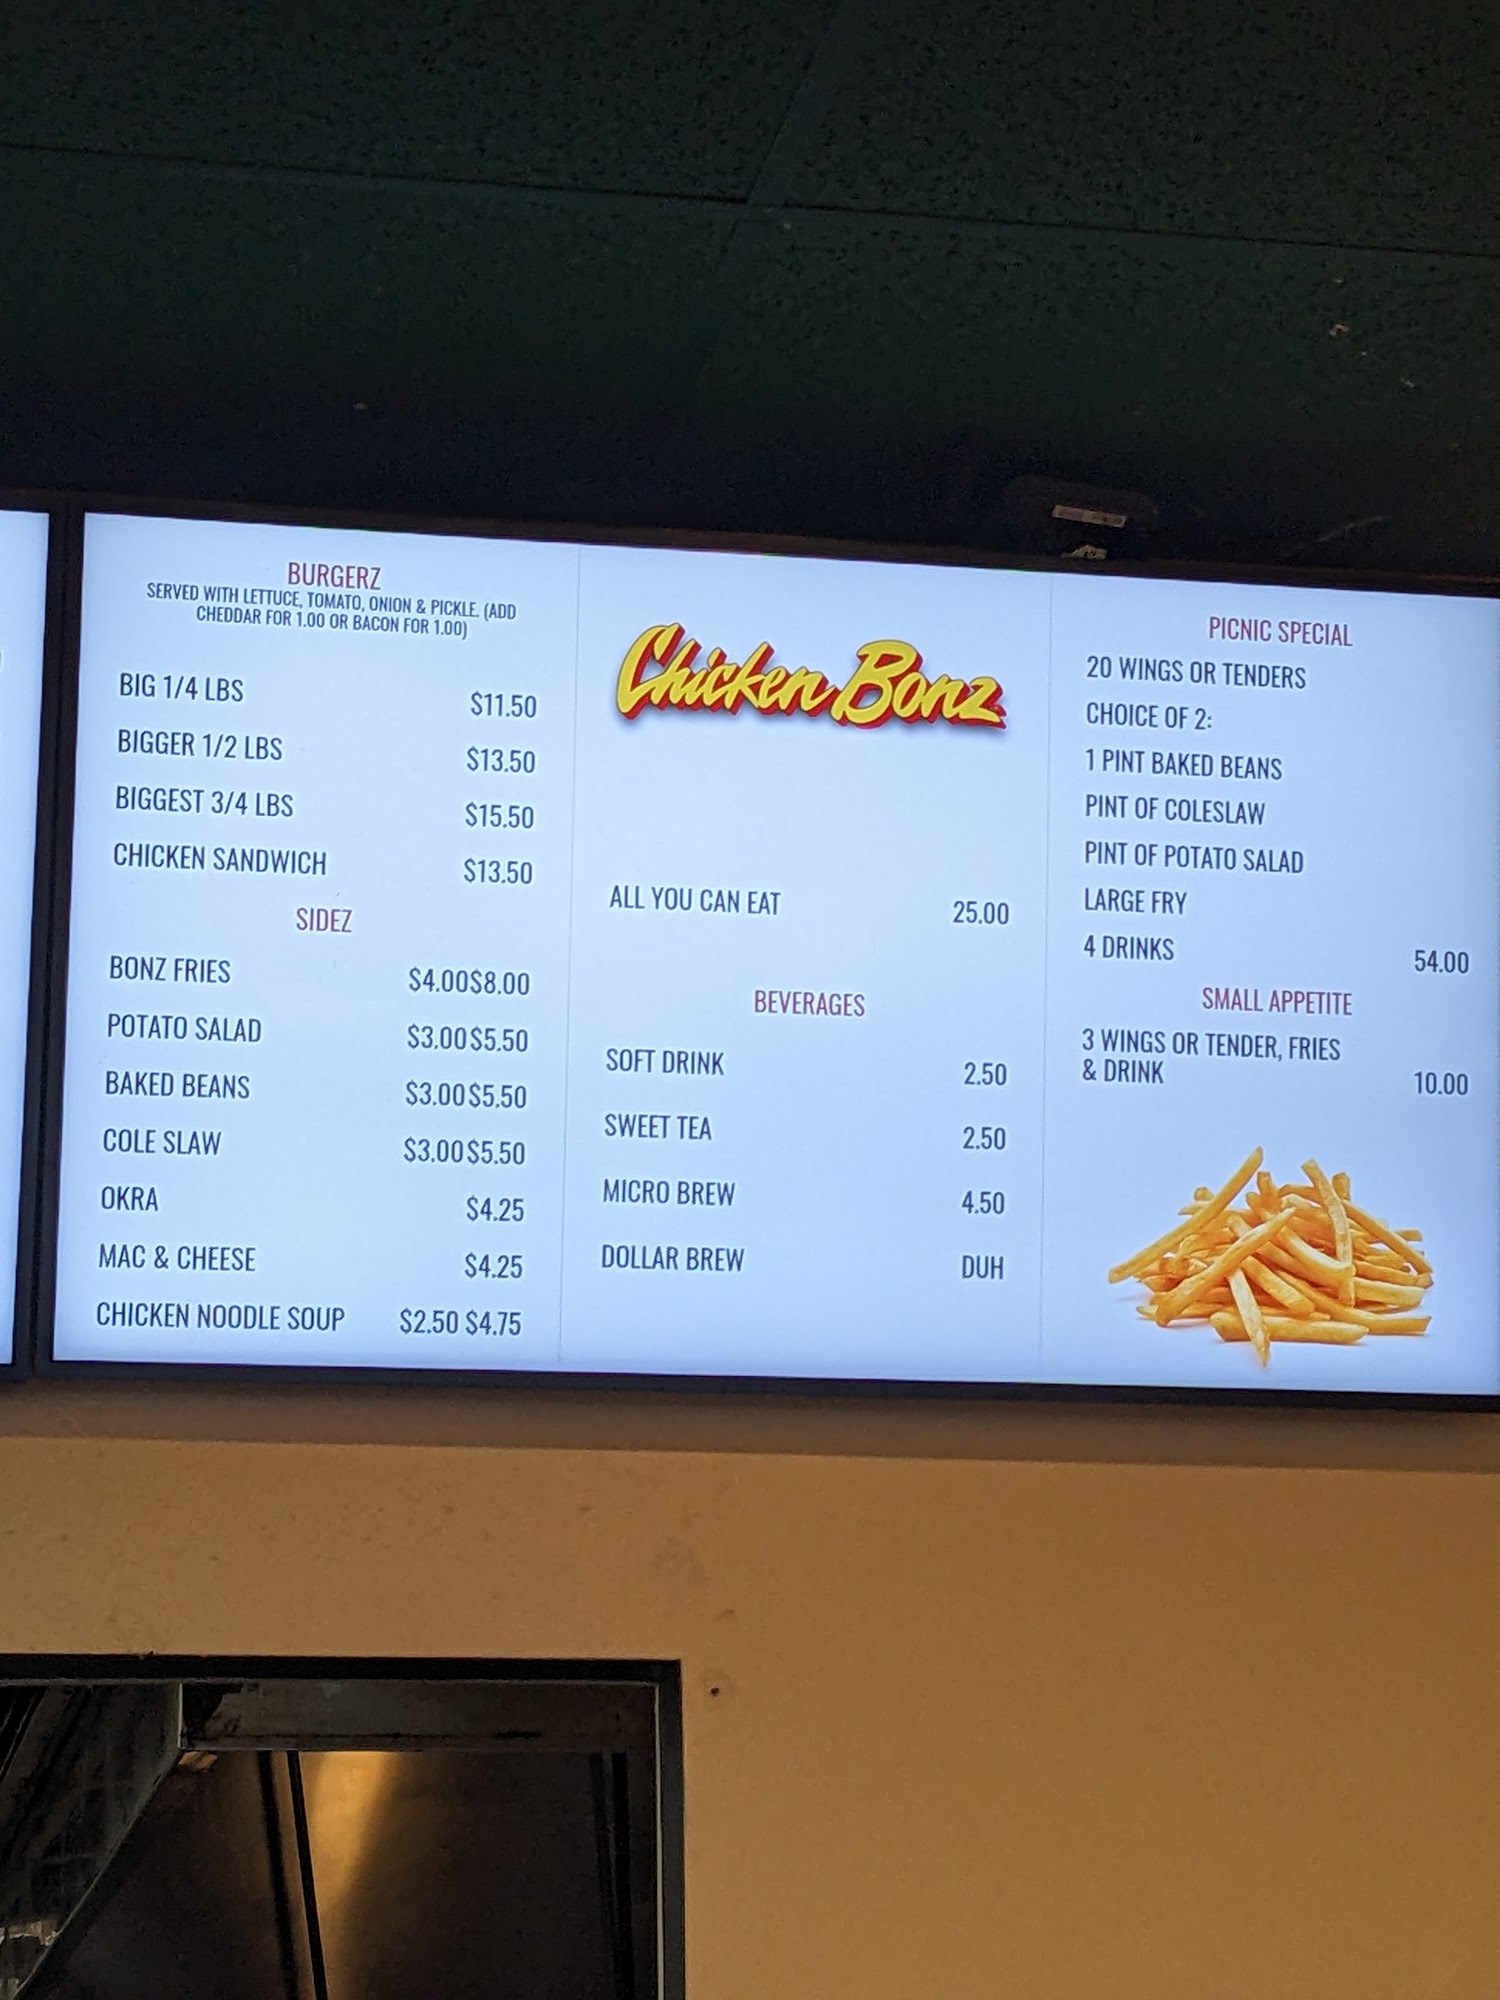 BURGERZ
SERVED WITH LETTUCE, TOMATO, ONION & PICKLE. (ADD
CHEDDAR FOR 1.00 OR BACON FOR 1.00)
BIG 1/4 LBS $11.50
BIGGER 1/2 LBS $13.50
BIGGEST 3/4 LBS $15.50
CHICKEN SANDWICH $13.50
SIDEZ
BONZ FRIES $4.00 $8.00
POTATO SALAD $3.00 $5.50
BAKED BEANS $3.00 $5.50
COLE SLAW $3.00 $5.50
OKRA $4.25
MAC & CHEESE $4.25
CHICKEN NOODLE SOUP $2.50 $4.75
Chicken Bonz
ALL YOU CAN EAT 25.00
BEVERAGES
SOFT DRINK 2.50
SWEET TEA 2.50
MICRO BREW 4.50
DOLLAR BREW DUH
PICNIC SPECIAL
20 WINGS OR TENDERS
CHOICE OF 2:
1 PINT BAKED BEANS
PINT OF COLESLAW
PINT OF POTATO SALAD
LARGE FRY
4 DRINKS 54.00
SMALL APPETITE
3 WINGS OR TENDER, FRIES
& DRINK 10.00